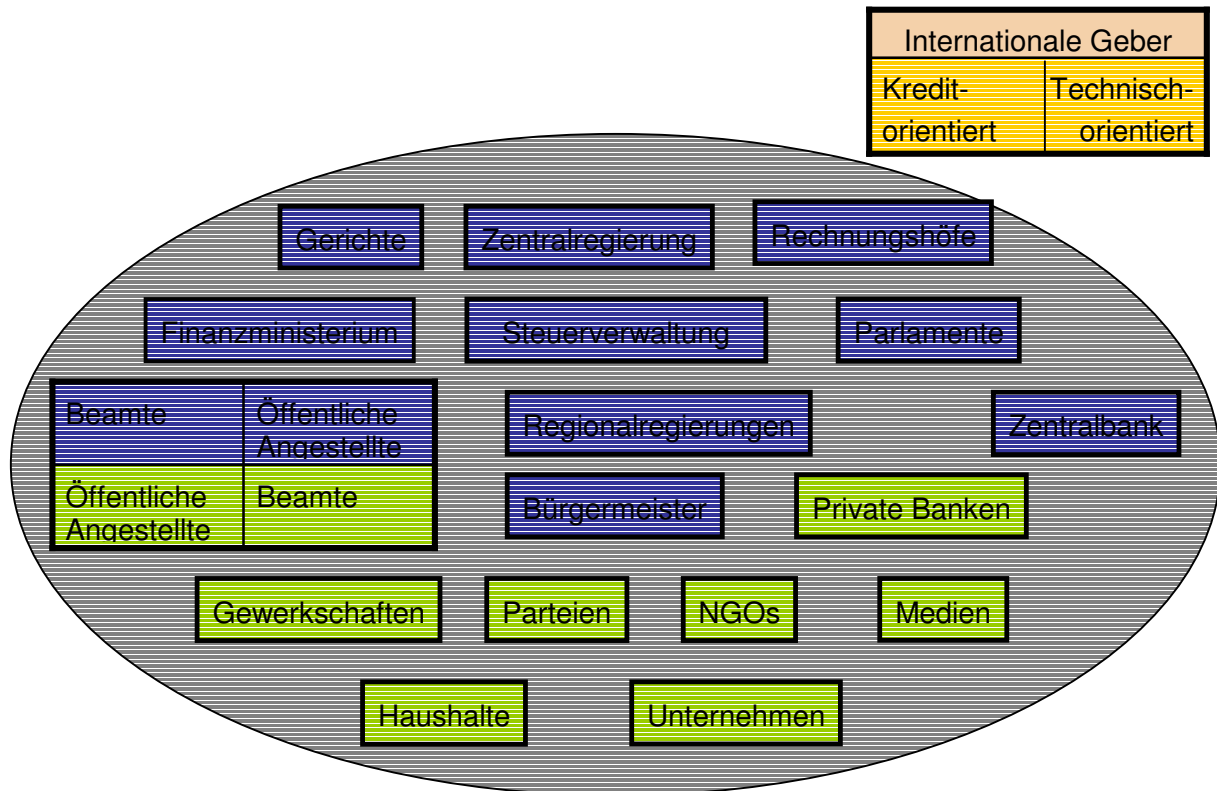 Internationale Geber
Kredit-
orientiert
Technisch-
orientiert
Gerichte
Zentralregierung
Rechnungshöfe
Finanzministerium
Steuerverwaltung
Parlamente
Beamte
Öffentliche
Angestellte
Regionalregierungen
Zentralbank
Öffentliche
Angestellte
Beamte
Bürgermeister
Private Banken
Gewerkschaften
Parteien
NGOs
Medien
Haushalte
Unternehmen